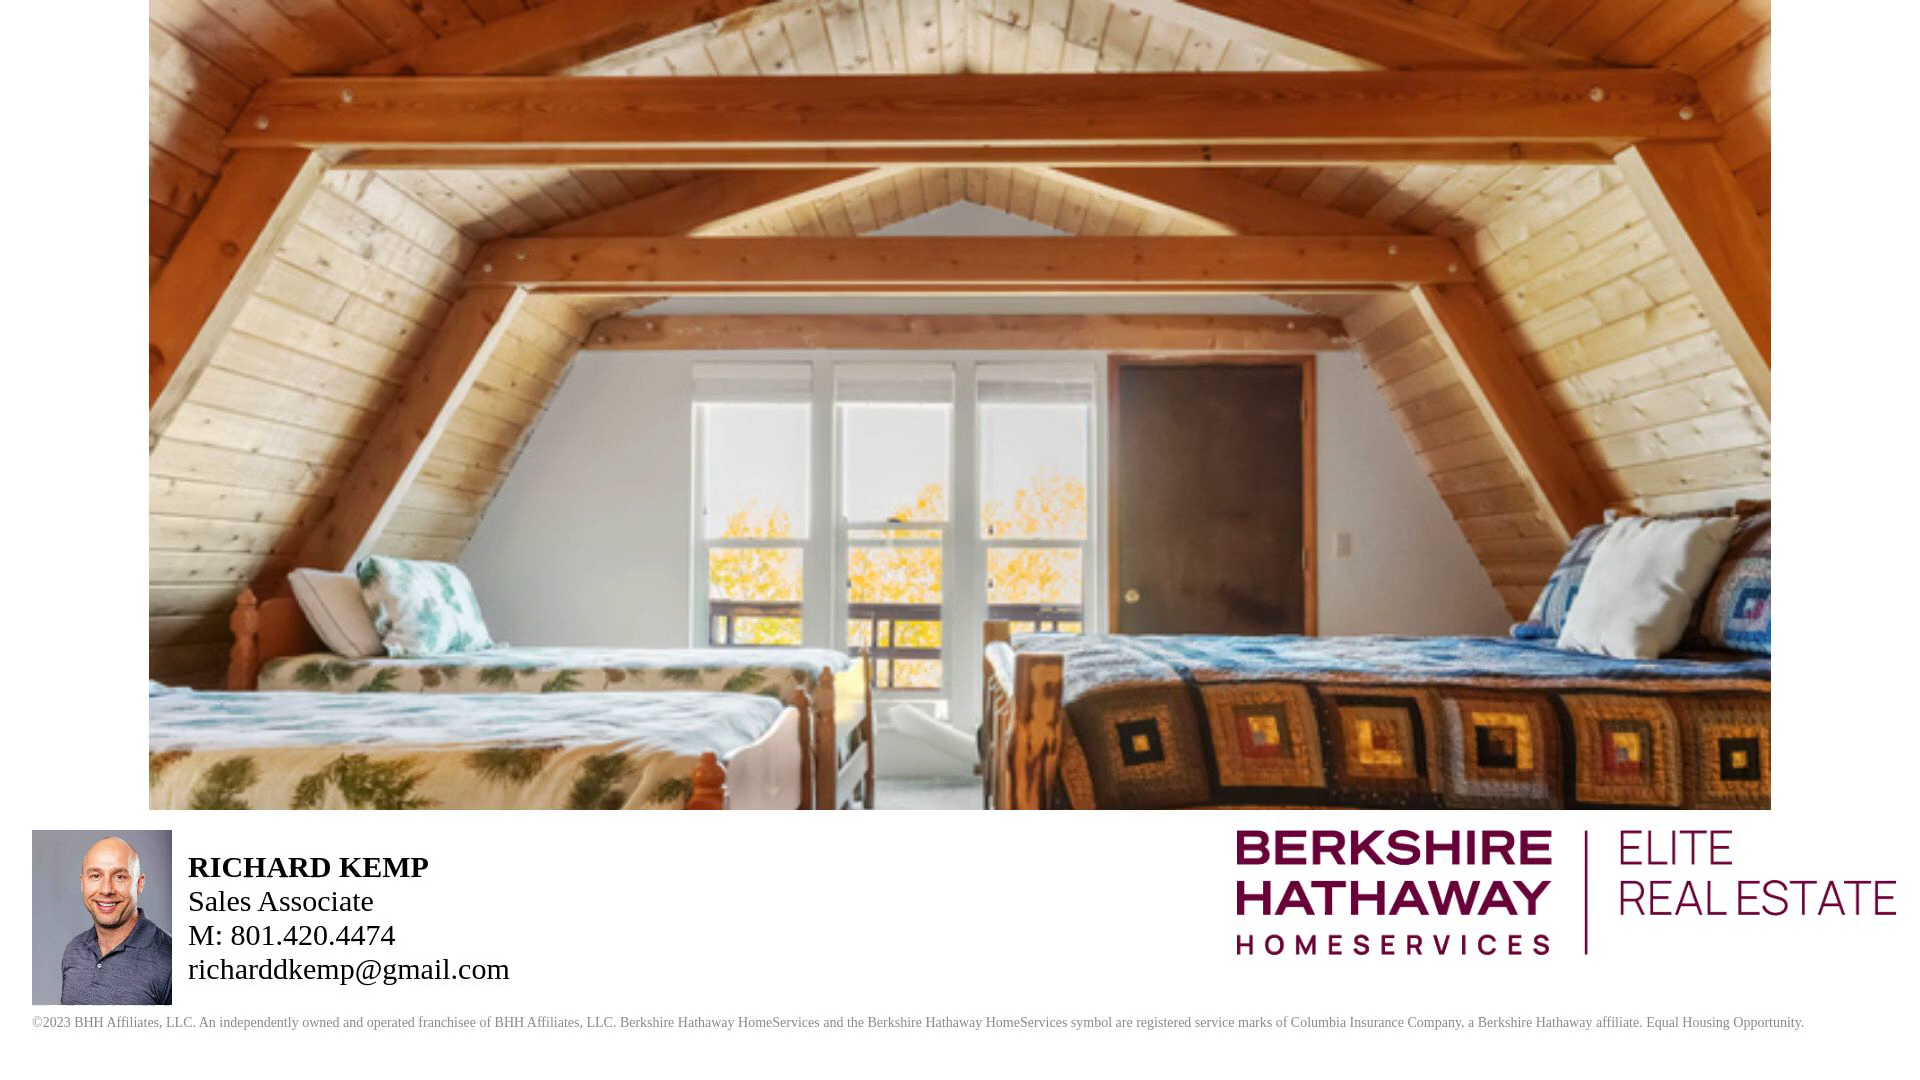 RICHARD KEMP
Sales Associate
M: 801.420.4474
richarddkemp@gmail.com
BERKSHIRE
HATHAWAY
HOMESERVICES
ELITE
REAL ESTATE
©2023 BHH Affiliates, LLC. An independently owned and operated franchisee of BHH Affiliates, LLC. Berkshire Hathaway HomeServices and the Berkshire Hathaway HomeServices symbol are registered service marks of Columbia Insurance Company, a Berkshire Hathaway affiliate. Equal Housing Opportunity.